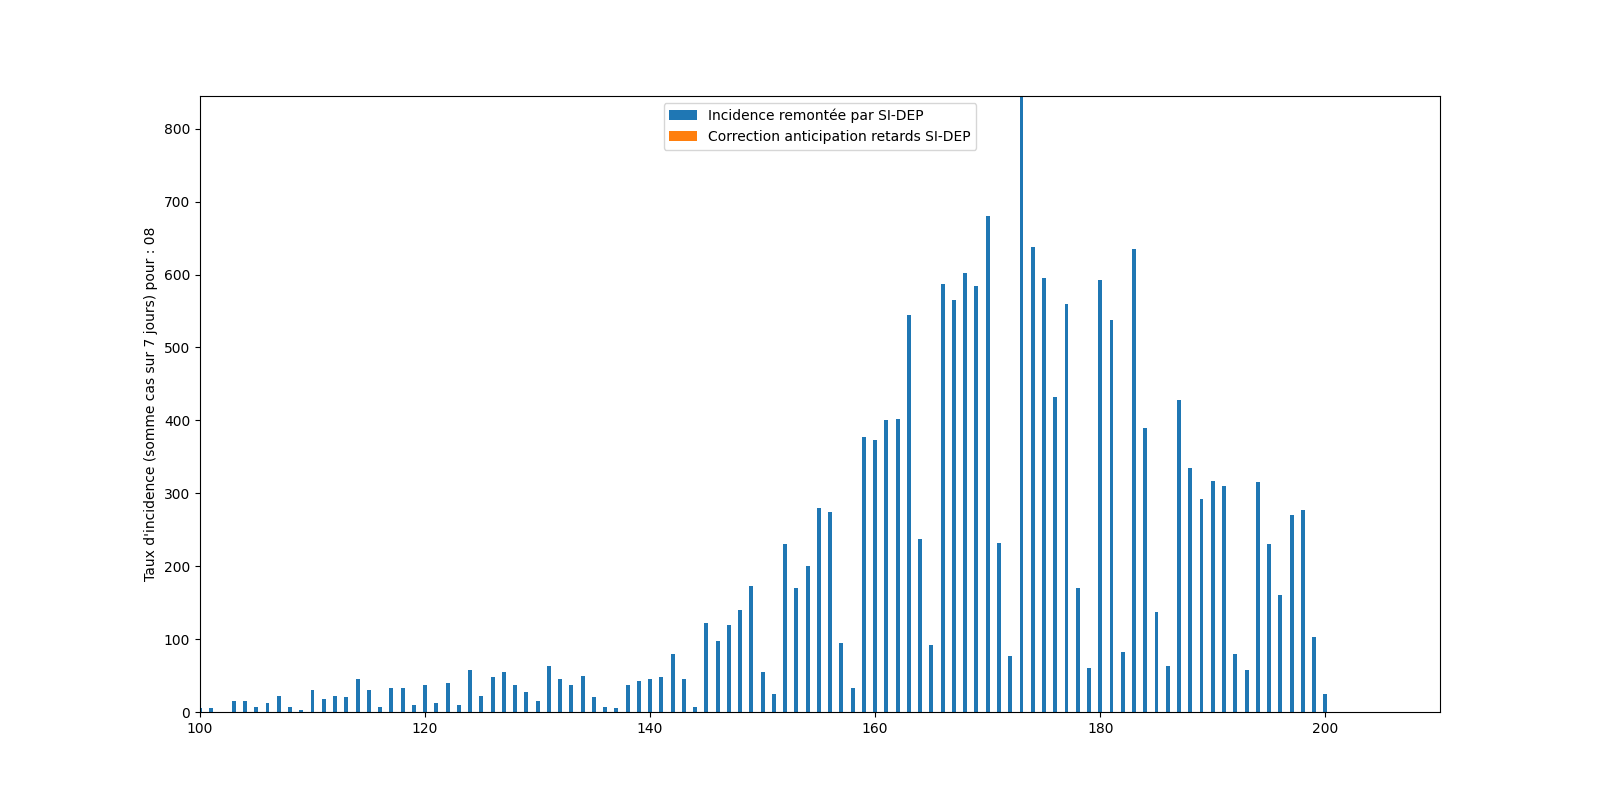 Incidence remontée par SI-DEP
Correction anticipation retards SI-DEP
Taux d'incidence (somme cas sur 7 jours) pour : 08
800
700
600
500
400
300
200
100
0
100 120 140 160 180 200